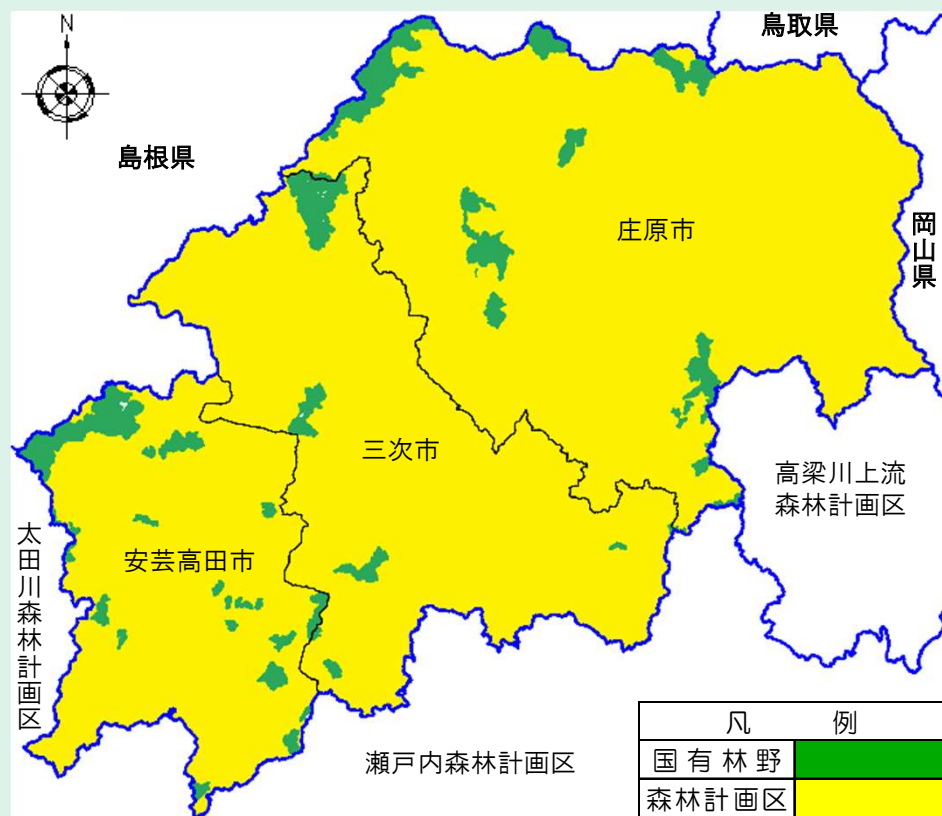 N
鳥取県
島根県
庄原市
岡山県
三次市
高梁川上流
森林計画区
安芸高田市
太田川森林計画区
瀬戸内森林計画区
凡 例
国有林野
森林計画区